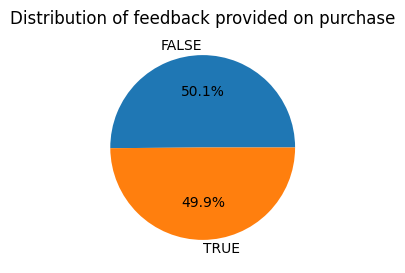 Distribution of feedback provided on purchase
FALSE
50.1%
49.9%
TRUE